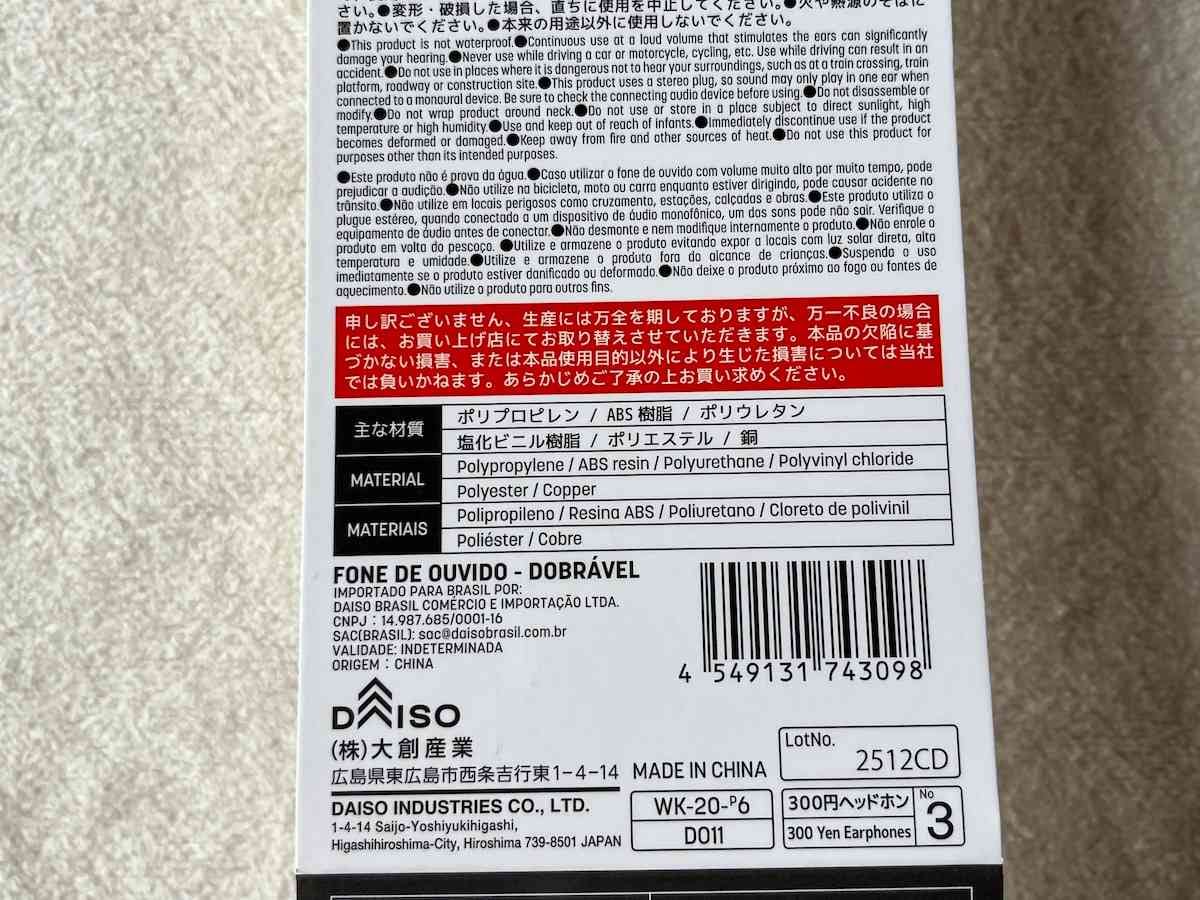 さい。●変形・破損した場合、直ちに使用を中止してください。●火や熱源のそばに
置かないでください。●本来の用途以外に使用しないでください。
●This product is not waterproof.●Continuous use at a loud volume that stimulates the ears can significantly
damage your hearing.●Never use while driving a car or motorcycle, cycling, etc. Use while driving can result in an
accident.●Do not use in places where it is dangerous not to hear your surroundings, such as at a train crossing, train
platform, roadway or construction site.●This product uses a stereo plug, so sound may only play in one ear when
connected to a monaural device. Be sure to check the connecting audio device before using.●Do not disassemble or
modify.●Do not wrap product around neck.●Do not use or store in a place subject to direct sunlight, high
temperature or high humidity.●Use and keep out of reach of infants.●Immediately discontinue use if the product
becomes deformed or damaged.●Keep away from fire and other sources of heat.●Do not use this product for
purposes other than its intended purposes.
●Este produto não é prova da água.●Caso utilizar o fone de ouvido com volume muito alto por muito tempo, pode
prejudicar a audição.●Não utilize na bicicleta, moto ou carro enquanto estiver dirigindo, pode causar acidente no
trânsito.●Não utilize em locais perigosos como cruzamento, estações, calçadas e obras.●Este produto utiliza o
plugue estéreo, quando conectado a um dispositivo de áudio monofônico, um dos sons pode não sair. Verifique o
equipamento de áudio antes de conectar.●Não desmonte e nem modifique internamente o produto.●Não enrole o
produto em volta do pescoço. ●Utilize e armazene o produto evitando expor a locais com luz solar direta, alta
temperatura e umidade.●Utilize e armazene o produto fora do alcance de crianças.●Suspenda o uso
imediatamente se o produto estiver danificado ou deformado.●Não deixe o produto próximo ao fogo ou fontes de
aquecimento.●Não utilize o produto para outros fins.
申し訳ございません、生産には万全を期しておりますが、万一不良の場合
には、お買い上げ店にてお取り替えさせていただきます。本品の欠陥に基
づかない損害、または本品使用目的以外により生じた損害については当社
では負いかねます。あらかじめご了承の上お買い求めください。
主な材質
ポリプロピレン / ABS 樹脂 / ポリウレタン
塩化ビニル樹脂 / ポリエステル / 銅
MATERIAL
Polypropylene / ABS resin / Polyurethane / Polyvinyl chloride
Polyester / Copper
MATERIAIS
Polipropileno / Resina ABS / Poliuretano / Cloreto de polivinil
Poliéster / Cobre
FONE DE OUVIDO - DOBRÁVEL
IMPORTADO PARA BRASIL POR:
DAISO BRASIL COMÉRCIO E IMPORTAÇÃO LTDA.
CNPJ : 14.987.685/0001-16
SAC(BRASIL): sac@daisobrasil.com.br
VALIDADE: INDETERMINADA
ORIGEM : CHINA
4 549131 743098
DAISO
(株)大創産業
広島県東広島市西条吉行東1-4-14
DAISO INDUSTRIES CO., LTD.
1-4-14 Saijo-Yoshiyukihigashi,
Higashihiroshima-City, Hiroshima 739-8501 JAPAN
MADE IN CHINA
LotNo.
2512CD
WK-20-P6
D011
300円ヘッドホン
300 Yen Earphones
No
3